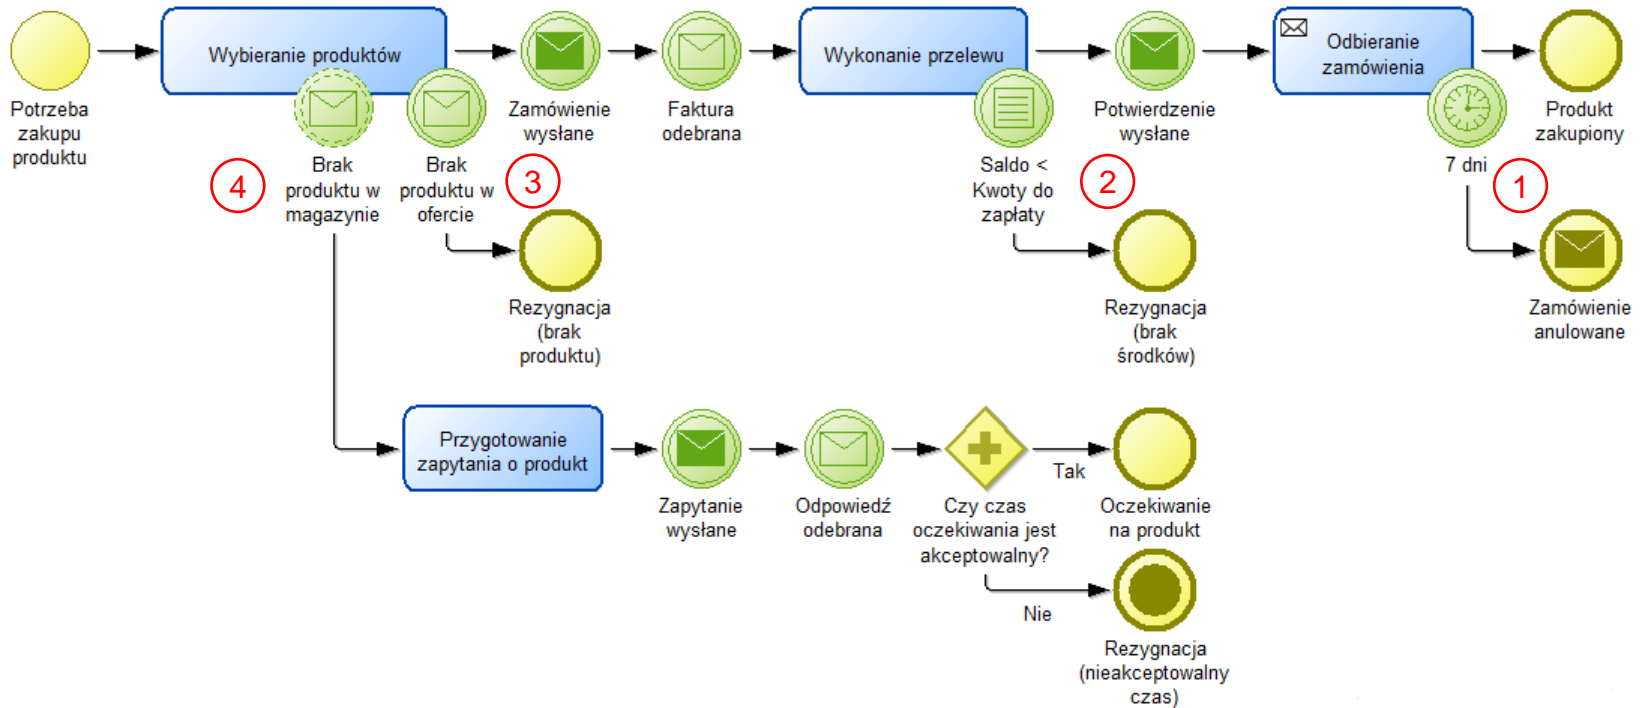 Wybieranie produktów
Wykonanie przelewu
Odbieranie
zamówienia
Potrzeba
zakupu
produktu
Brak
produktu w
magazynie
4
Brak
produktu w
ofercie
3
Zamówienie
wysłane
Faktura
odebrana
Saldo <
Kwoty do
zapłaty
2
Potwierdzenie
wysłane
7 dni
1
Produkt
zakupiony
Rezygnacja
(brak
produktu)
Rezygnacja
(brak
środków)
Zamówienie
anulowane
Przygotowanie
zapytania o produkt
Zapytanie
wysłane
Odpowiedź
odebrana
Czy czas
oczekiwania jest
akceptowalny?
Tak
Oczekiwanie
na produkt
Nie
Rezygnacja
(nieakceptowalny
czas)